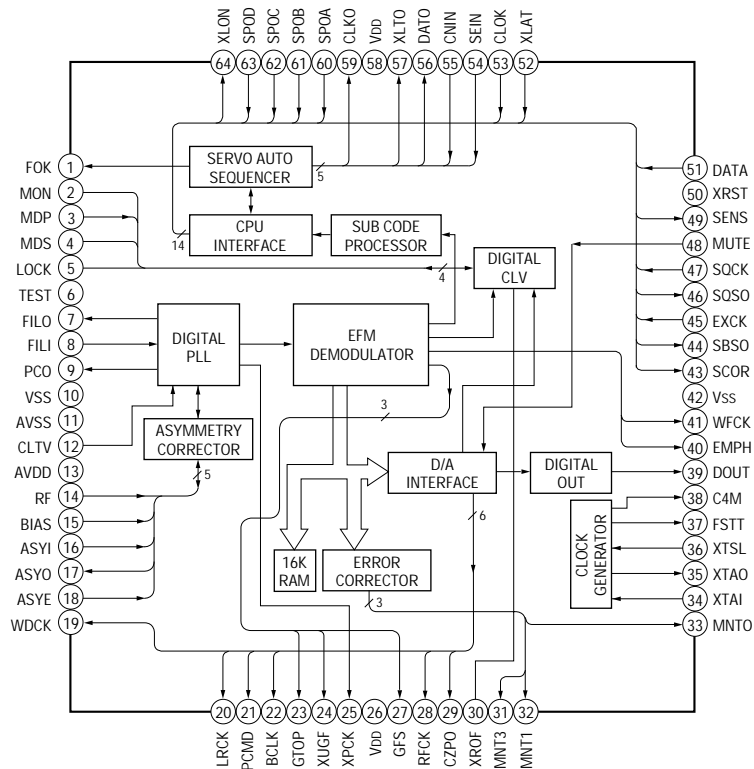 XLON
SPOD
SPOC
SPOB
SPOA
CLKO
VDD
XLTO
DATO
CNIN
SEIN
CLOK
XLAT
64 63 62 61 60 59 58 57 56 55 54 53 52
FOK 1
MON 2
MDP 3
MDS 4
LOCK 5
TEST 6
FILO 7
FILI 8
PCO 9
VSS 10
AVSS 11
CLTV 12
AVDD 13
RF 14
BIAS 15
ASYI 16
ASYO 17
ASYE 18
WDCK 19
SERVO AUTO
SEQUENCER
5
CPU
INTERFACE
14
SUB CODE
PROCESSOR
4
DIGITAL
CLV
DIGITAL
PLL
EFM
DEMODULATOR
3
ASYMMETRY
CORRECTOR
5
D/A
INTERFACE
6
DIGITAL
OUT
16K
RAM
ERROR
CORRECTOR
3
CLOCK
GENERATOR
51 DATA
50 XRST
49 SENS
48 MUTE
47 SQCK
46 SQSO
45 EXCK
44 SBSO
43 SCOR
42 Vss
41 WFCK
40 EMPH
39 DOUT
38 C4M
37 FSTT
36 XTSL
35 XTAO
34 XTAI
33 MNTO
20 21 22 23 24 25 26 27 28 29 30 31 32
LRCK
PCMD
BCLK
GTOP
XUGF
XPCK
VDD
GFS
RFCK
CZPO
XROF
MNT3
MNT1